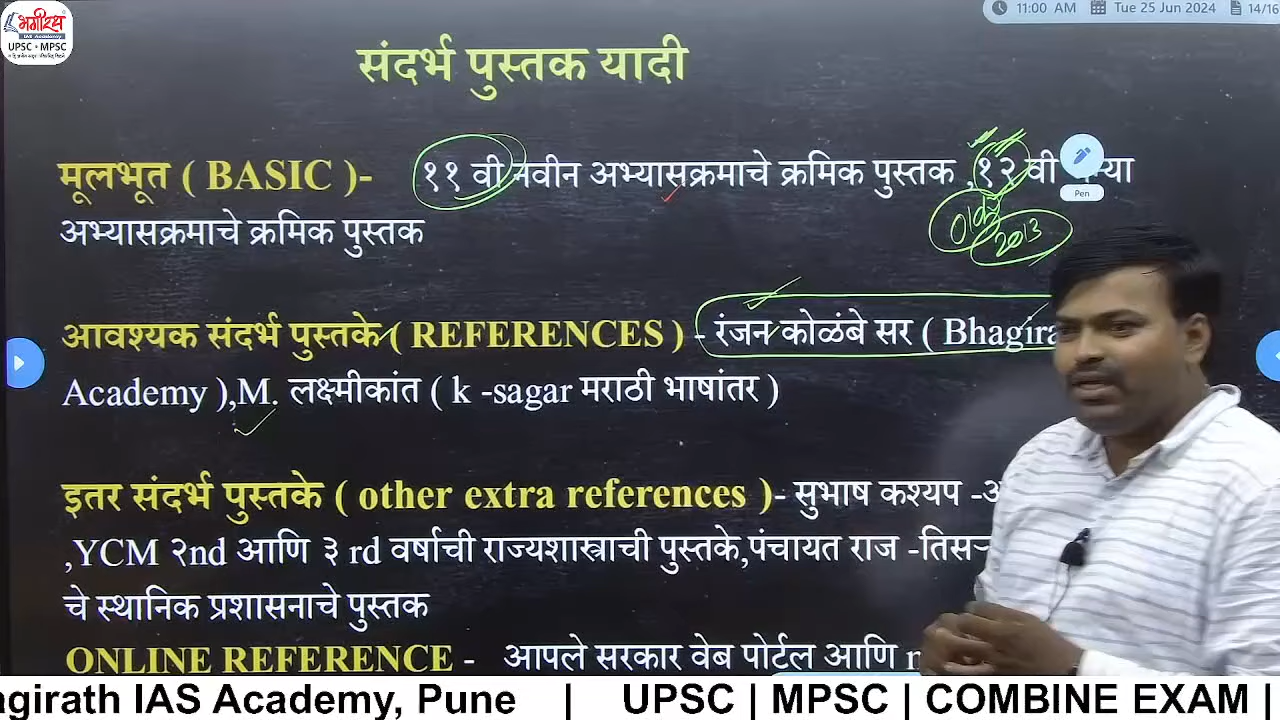 भगीरथ
IAS Academy
UPSC • MPSC
11:00 AM Tue 25 Jun 2024 14/16
संदर्भ पुस्तक यादी
मूलभूत ( BASIC )- ११ वी नवीन अभ्यासक्रमाचे क्रमिक पुस्तक ,१२ वी
Pen
अभ्यासक्रमाचे क्रमिक पुस्तक
old
2013
आवश्यक संदर्भ पुस्तके ( REFERENCES ) - रंजन कोळंबे सर ( Bhagira
Academy ),M. लक्ष्मीकांत ( k -sagar मराठी भाषांतर )
इतर संदर्भ पुस्तके ( other extra references )- सुभाष कश्यप -
,YCM २nd आणि ३ rd वर्षाची राज्यशास्त्राची पुस्तके,पंचायत राज -
चे स्थानिक प्रशासनाचे पुस्तक
ONLINE REFERENCE - आपले सरकार वेब पोर्टल आणि
agirath IAS Academy, Pune | UPSC | MPSC | COMBINE EXAM |